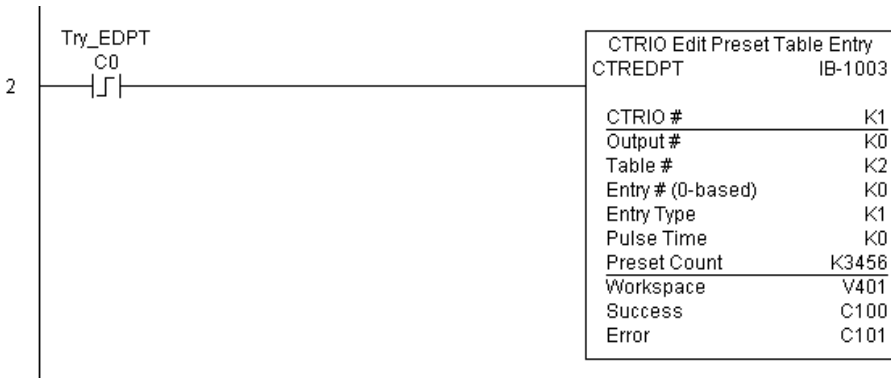 Try_EDPT
C0
2
CTRIO Edit Preset Table Entry
CTREDPT IB-1003
CTRIO # K1
Output # K0
Table # K2
Entry # (0-based) K0
Entry Type K1
Pulse Time K0
Preset Count K3456
Workspace V401
Success C100
Error C101